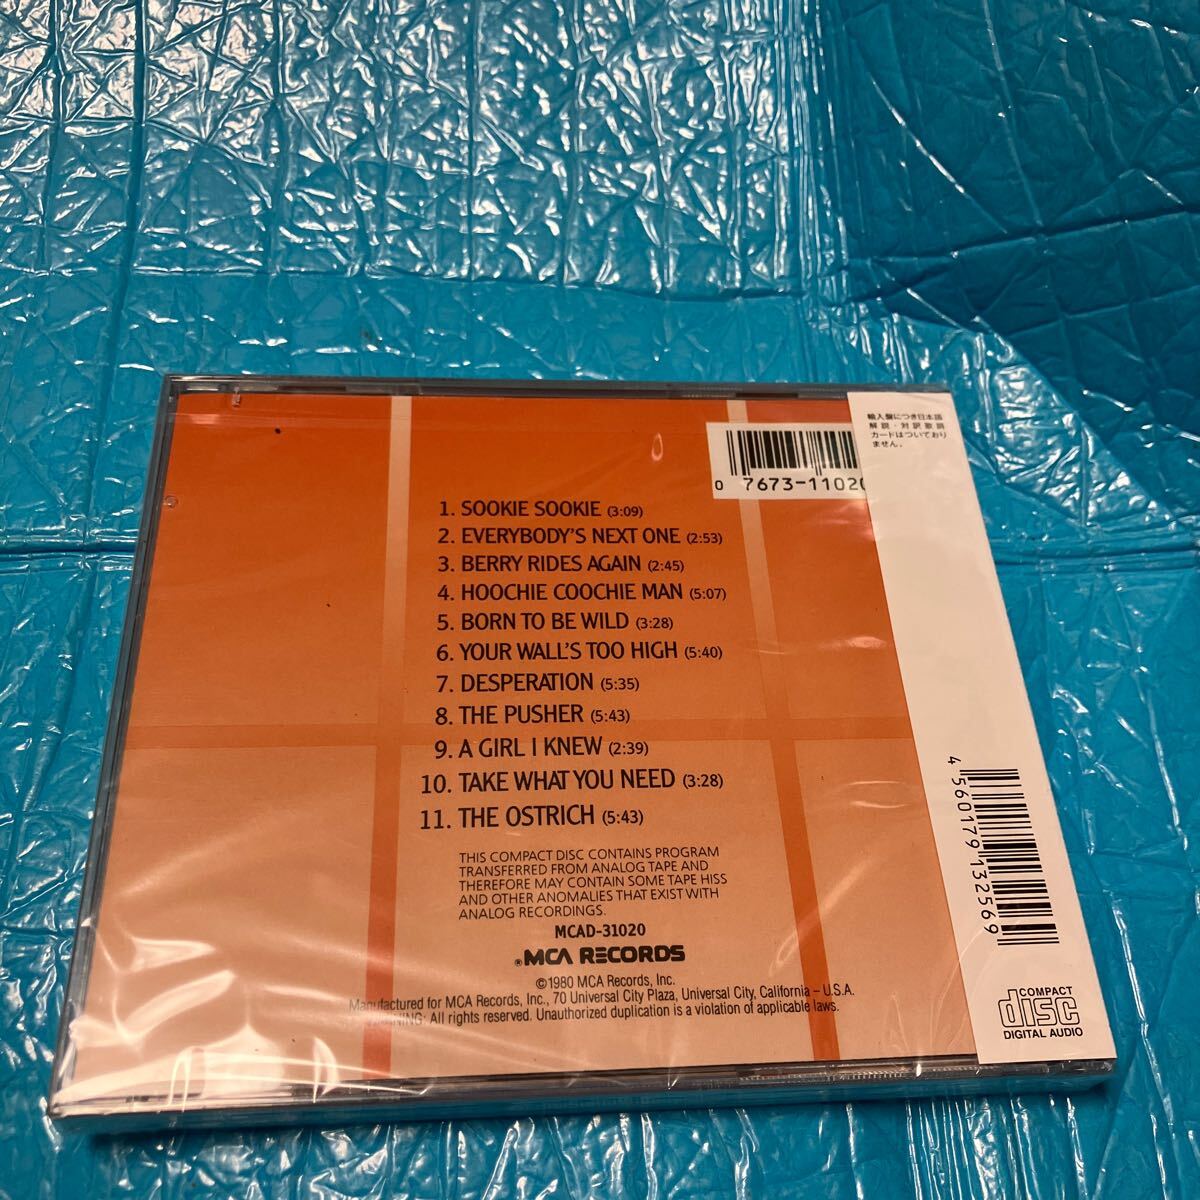 輸入盤につき日本語
解説・対訳歌詞
カードはついており
ません。
0 7673-11020
1. SOOKIE SOOKIE (3:09)
2. EVERYBODY'S NEXT ONE (2:53)
3. BERRY RIDES AGAIN (2:45)
4. HOOCHIE COOCHIE MAN (5:07)
5. BORN TO BE WILD (3:28)
6. YOUR WALL'S TOO HIGH (5:40)
7. DESPERATION (5:35)
8. THE PUSHER (5:43)
9. A GIRL I KNEW (2:39)
10. TAKE WHAT YOU NEED (3:28)
11. THE OSTRICH (5:43)
THIS COMPACT DISC CONTAINS PROGRAM
TRANSFERRED FROM ANALOG TAPE AND
THEREFORE MAY CONTAIN SOME TAPE HISS
AND OTHER ANOMALIES THAT EXIST WITH
ANALOG RECORDINGS.
MCAD-31020
®MCA RECORDS
©1980 MCA Records, Inc.
Manufactured for MCA Records, Inc., 70 Universal City Plaza, Universal City, California – U.S.A.
WARNING: All rights reserved. Unauthorized duplication is a violation of applicable laws.
4 560179 132569
COMPACT
disc
DIGITAL AUDIO